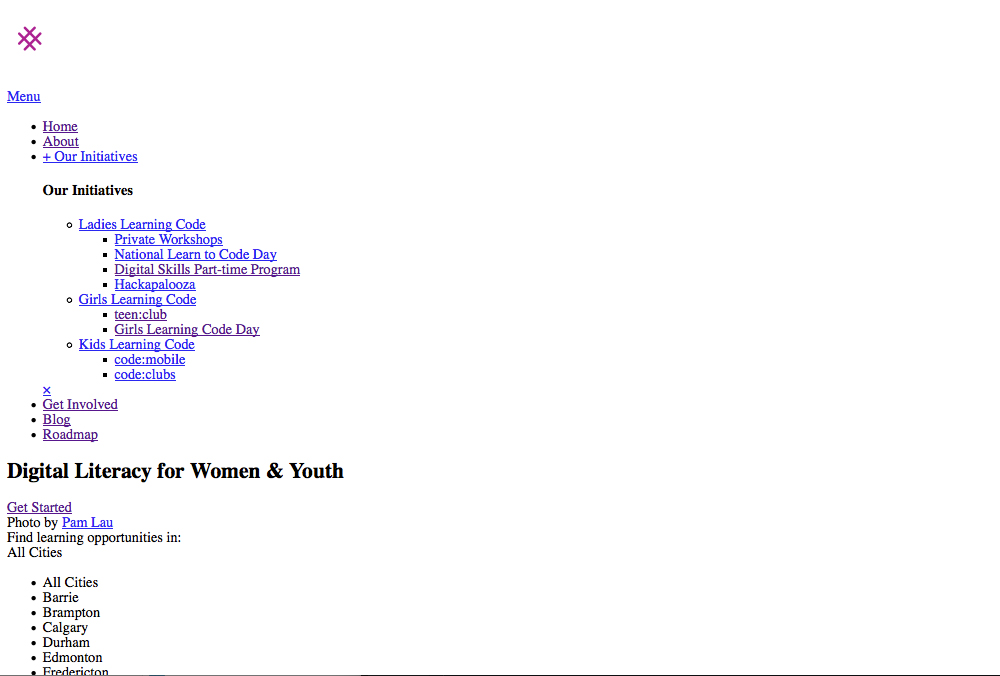 Menu
Home
About
+ Our Initiatives
Our Initiatives
Ladies Learning Code
Private Workshops
National Learn to Code Day
Digital Skills Part-time Program
Hackapalooza
Girls Learning Code
teen:club
Girls Learning Code Day
Kids Learning Code
code:mobile
code:clubs
×
Get Involved
Blog
Roadmap
Digital Literacy for Women & Youth
Get Started
Photo by Pam Lau
Find learning opportunities in:
All Cities
All Cities
Barrie
Brampton
Calgary
Durham
Edmonton
Fredericton